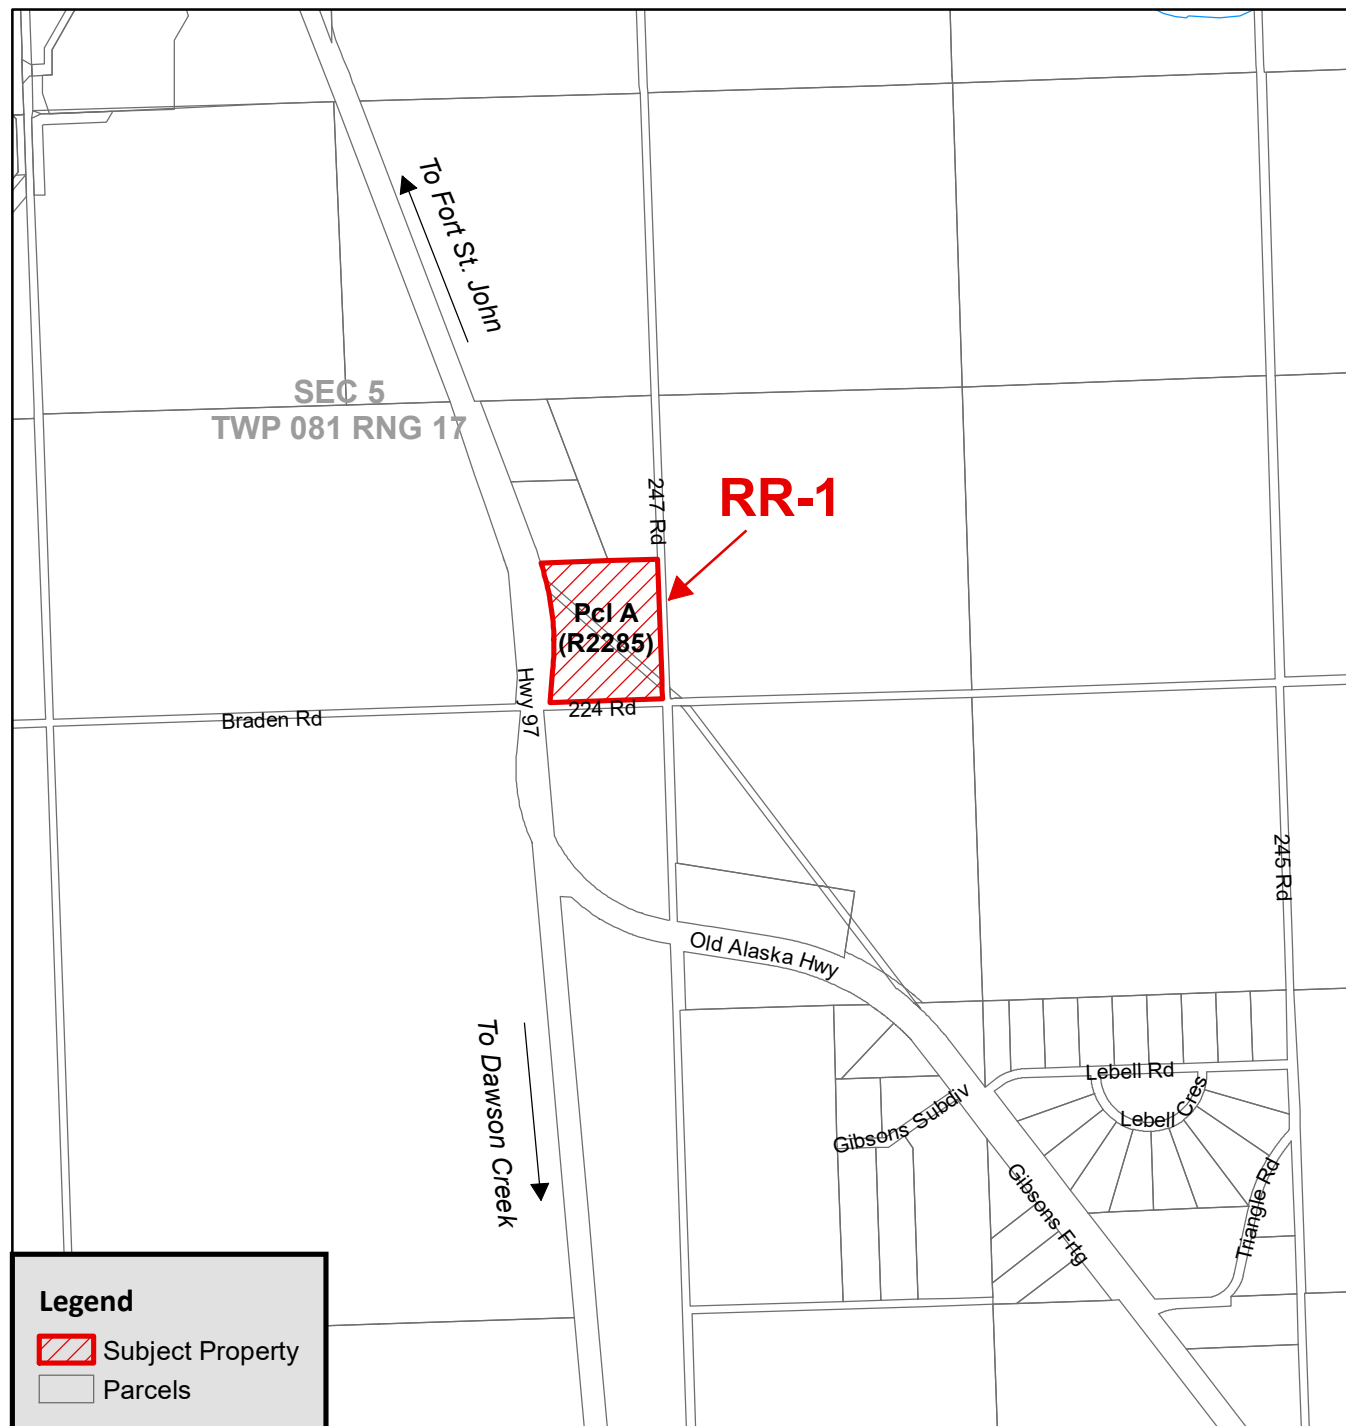 To Fort St. John
SEC 5
TWP 081 RNG 17
247 Rd
RR-1
Pcl A
(R2285)
Hwy 97
224 Rd
Braden Rd
245 Rd
Old Alaska Hwy
To Dawson Creek
Lebell Rd
Lebell Cres
Gibsons Subdiv
Gibsons Frtg
Triangle Rd
Legend
Subject Property
Parcels